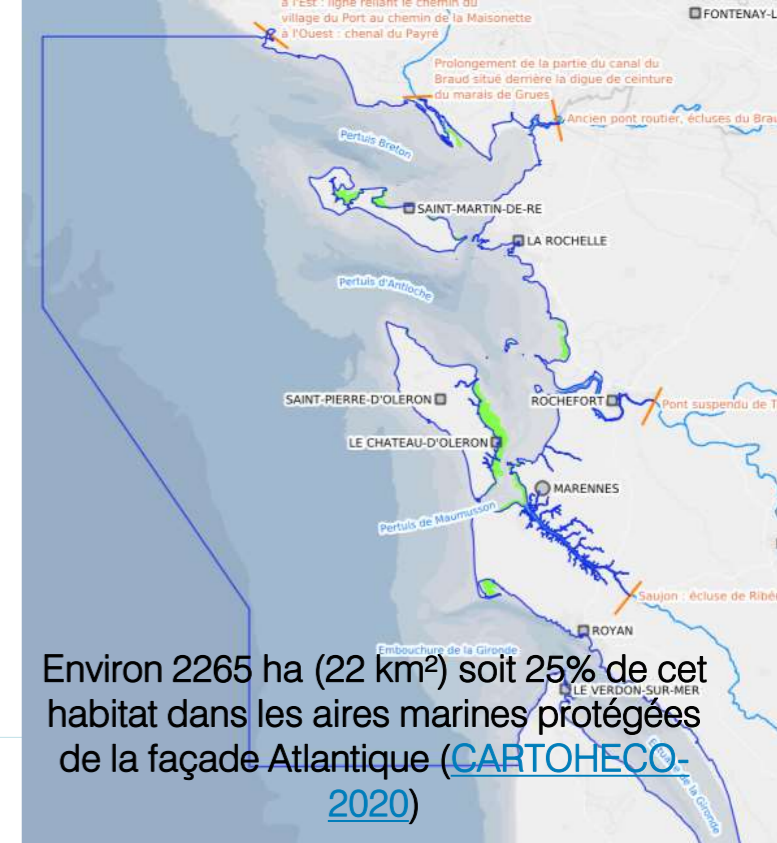 à l'Est : ligne reliant le chemin du
village du Port au chemin de la Maisonette
à l'Ouest : chenal du Payré
FONTENAY-L
Prolongement de la partie du canal du
Braud situé derrière la digue de ceinture
du marais de Grues
Ancien pont routier, écluses du Brau
Pertuis Breton
SAINT-MARTIN-DE-RE
LA ROCHELLE
Pertuis d'Antioche
SAINT-PIERRE-D'OLERON
ROCHEFORT
Pont suspendu de T
LE CHATEAU-D'OLERON
MARENNES
Pertuis de Maumusson
Saujon : écluse de Ribé
ROYAN
Embouchure de la Gironde
LE VERDON-SUR-MER
Environ 2265 ha (22 km²) soit 25% de cet
habitat dans les aires marines protégées
de la façade Atlantique (CARTOHECO-
2020)
Estuaire de la Gironde